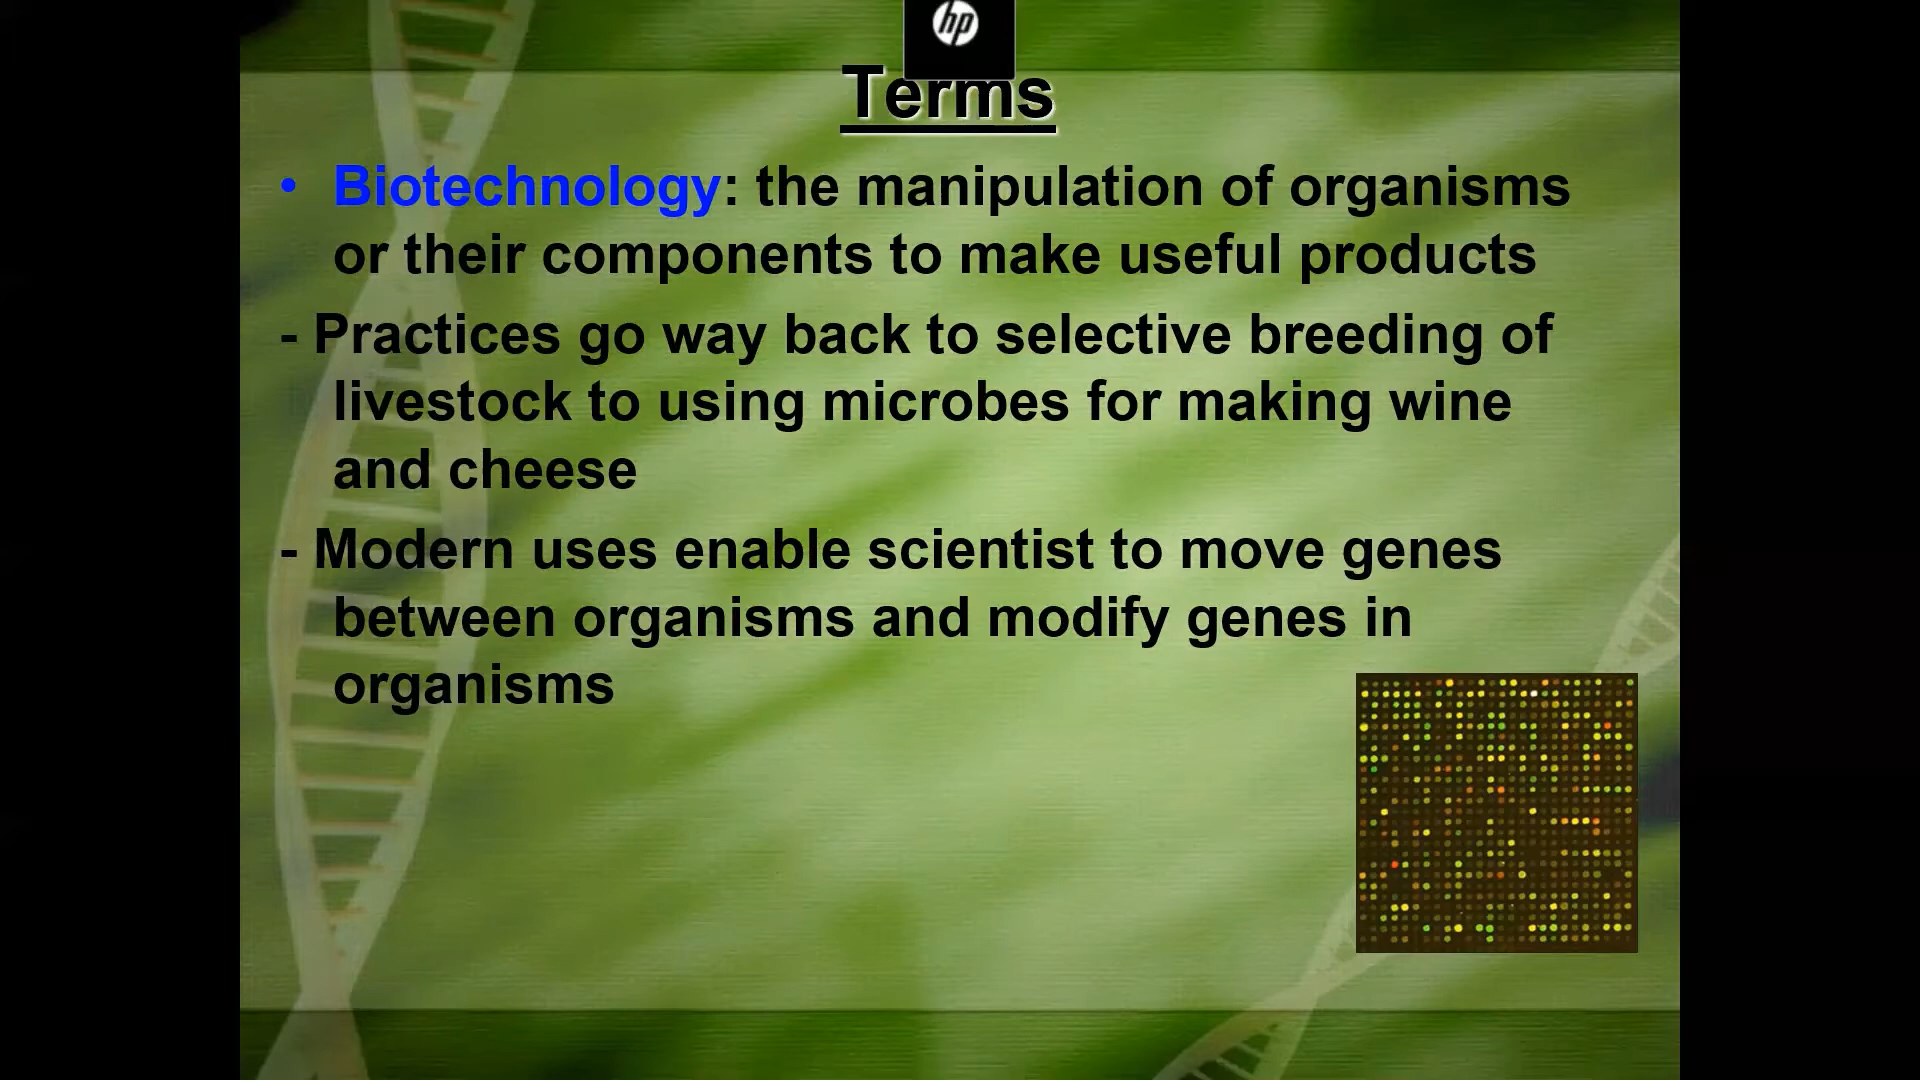 hp
Terms
• Biotechnology: the manipulation of organisms
or their components to make useful products
- Practices go way back to selective breeding of
livestock to using microbes for making wine
and cheese
- Modern uses enable scientist to move genes
between organisms and modify genes in
organisms